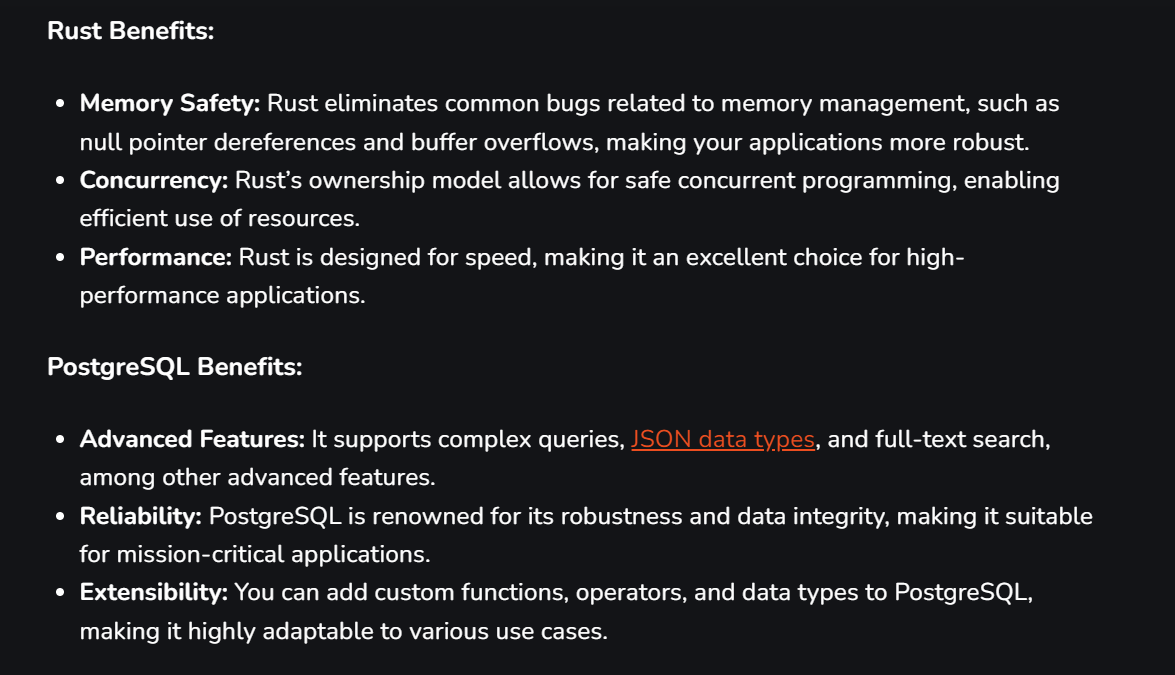 Rust Benefits:
• Memory Safety: Rust eliminates common bugs related to memory management, such as
null pointer dereferences and buffer overflows, making your applications more robust.
• Concurrency: Rust’s ownership model allows for safe concurrent programming, enabling
efficient use of resources.
• Performance: Rust is designed for speed, making it an excellent choice for high-
performance applications.
PostgreSQL Benefits:
• Advanced Features: It supports complex queries, JSON data types, and full-text search,
among other advanced features.
• Reliability: PostgreSQL is renowned for its robustness and data integrity, making it suitable
for mission-critical applications.
• Extensibility: You can add custom functions, operators, and data types to PostgreSQL,
making it highly adaptable to various use cases.